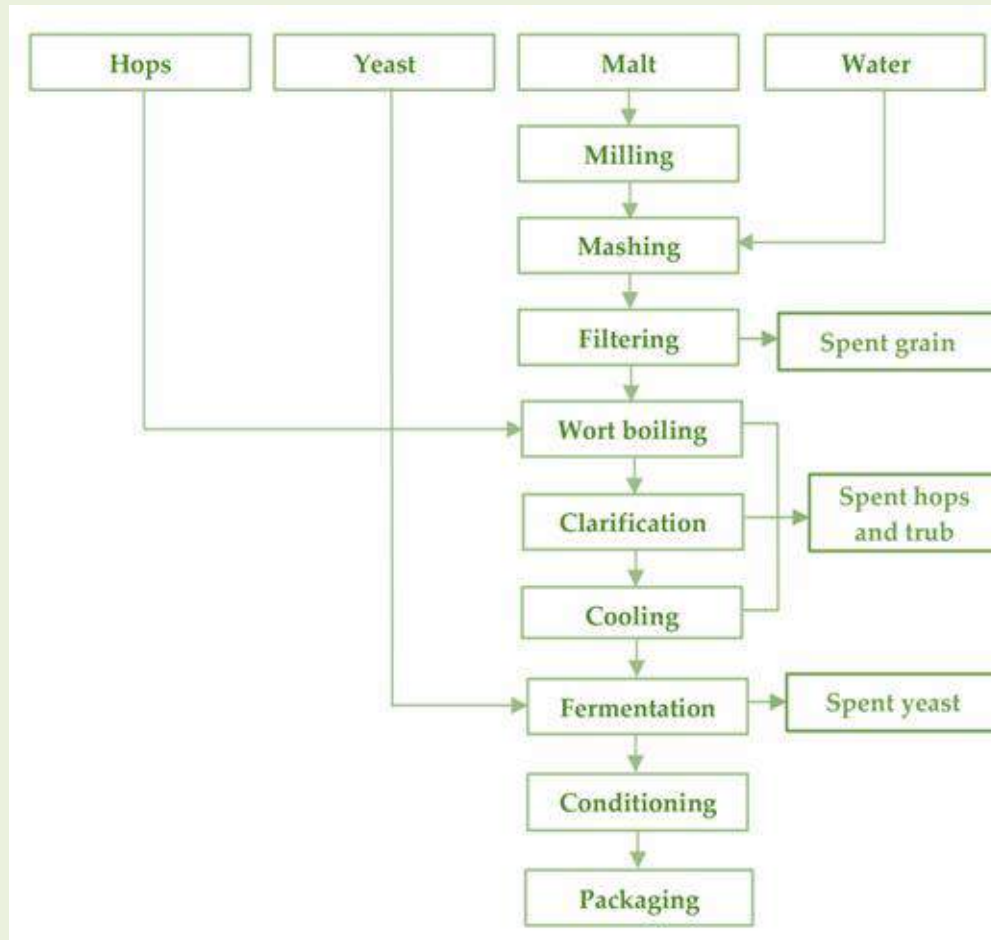 Hops
Yeast
Malt
Water
Milling
Mashing
Filtering
Spent grain
Wort boiling
Clarification
Spent hops
and trub
Cooling
Fermentation
Spent yeast
Conditioning
Packaging